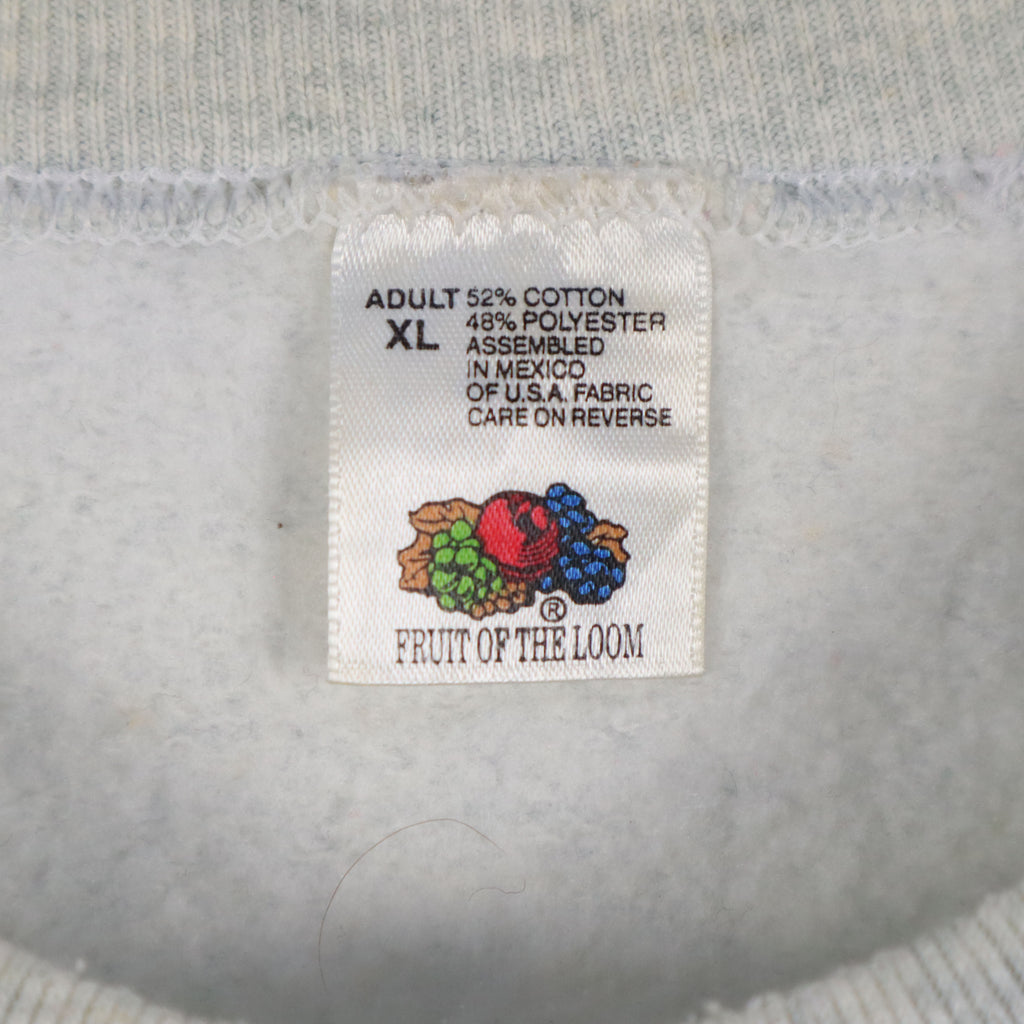 ADULT
XL
52% COTTON
48% POLYESTER
ASSEMBLED
IN MEXICO
OF U.S.A. FABRIC
CARE ON REVERSE
®
FRUIT OF THE LOOM